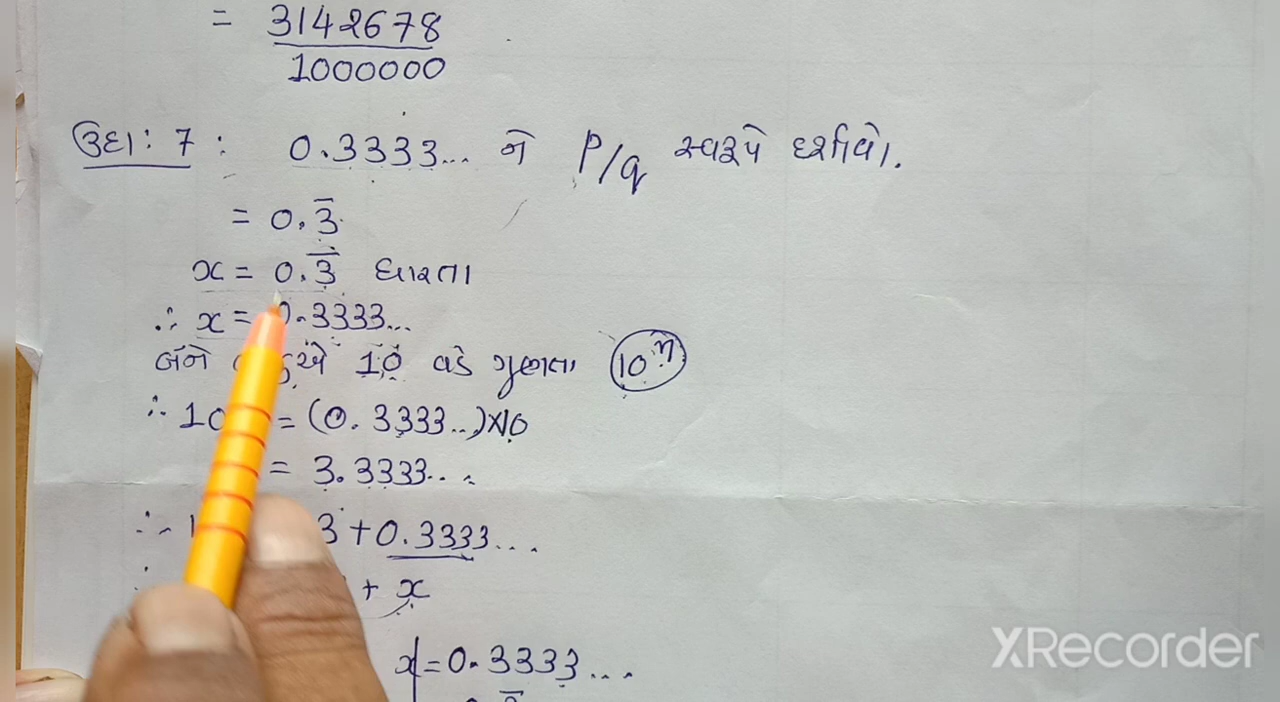 = 3142678
1000000
ઉદા: 7 : 0.3333... ને P/q સ્વરૂપે દર્શાવો.
= 0.3̅
x = 0.3̅ ધારતા
∴ x = 0.3333...
બંને 10 વડે ગુણતા 10ⁿ
∴ 10 = (0.3333..)×10
= 3.3333...
∴ 3 + 0.3333...
+ x
x = 0.3333...
XRecorder